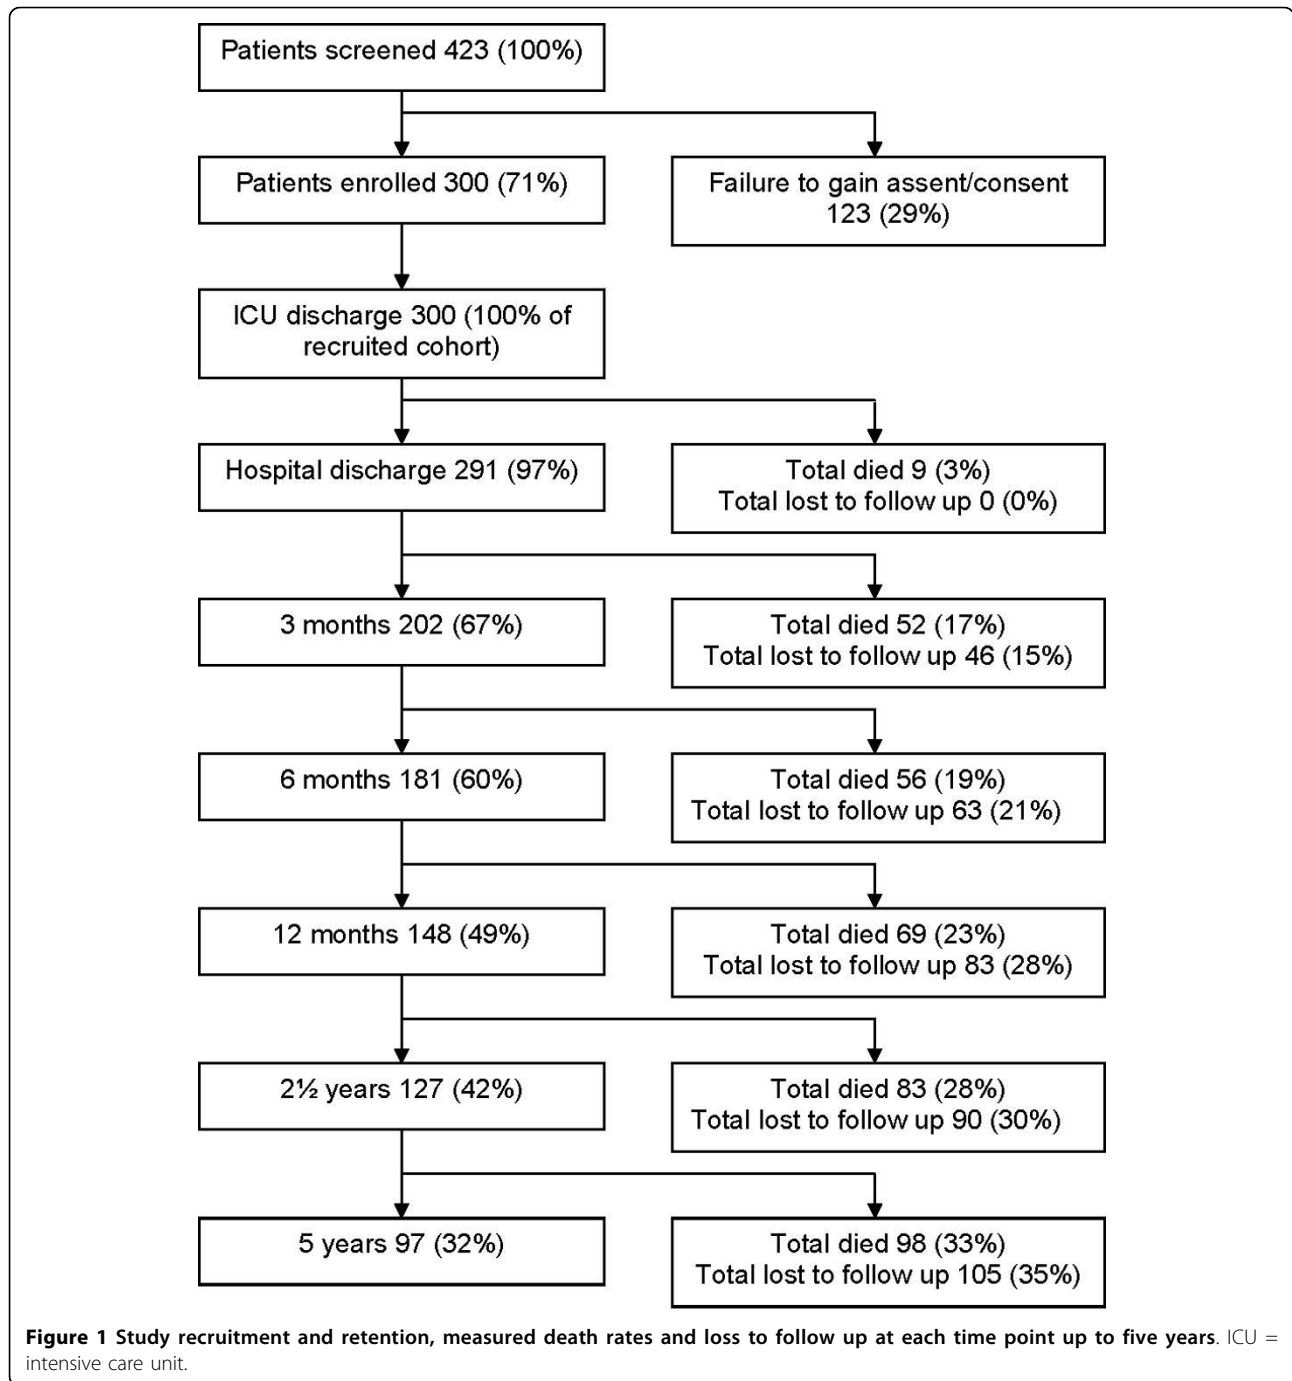 Patients screened 423 (100%)
Patients enrolled 300 (71%)
Failure to gain assent/consent
123 (29%)
ICU discharge 300 (100% of
recruited cohort)
Hospital discharge 291 (97%)
Total died 9 (3%)
Total lost to follow up 0 (0%)
3 months 202 (67%)
Total died 52 (17%)
Total lost to follow up 46 (15%)
6 months 181 (60%)
Total died 56 (19%)
Total lost to follow up 63 (21%)
12 months 148 (49%)
Total died 69 (23%)
Total lost to follow up 83 (28%)
2½ years 127 (42%)
Total died 83 (28%)
Total lost to follow up 90 (30%)
5 years 97 (32%)
Total died 98 (33%)
Total lost to follow up 105 (35%)
Figure 1 Study recruitment and retention, measured death rates and loss to follow up at each time point up to five years. ICU =
intensive care unit.